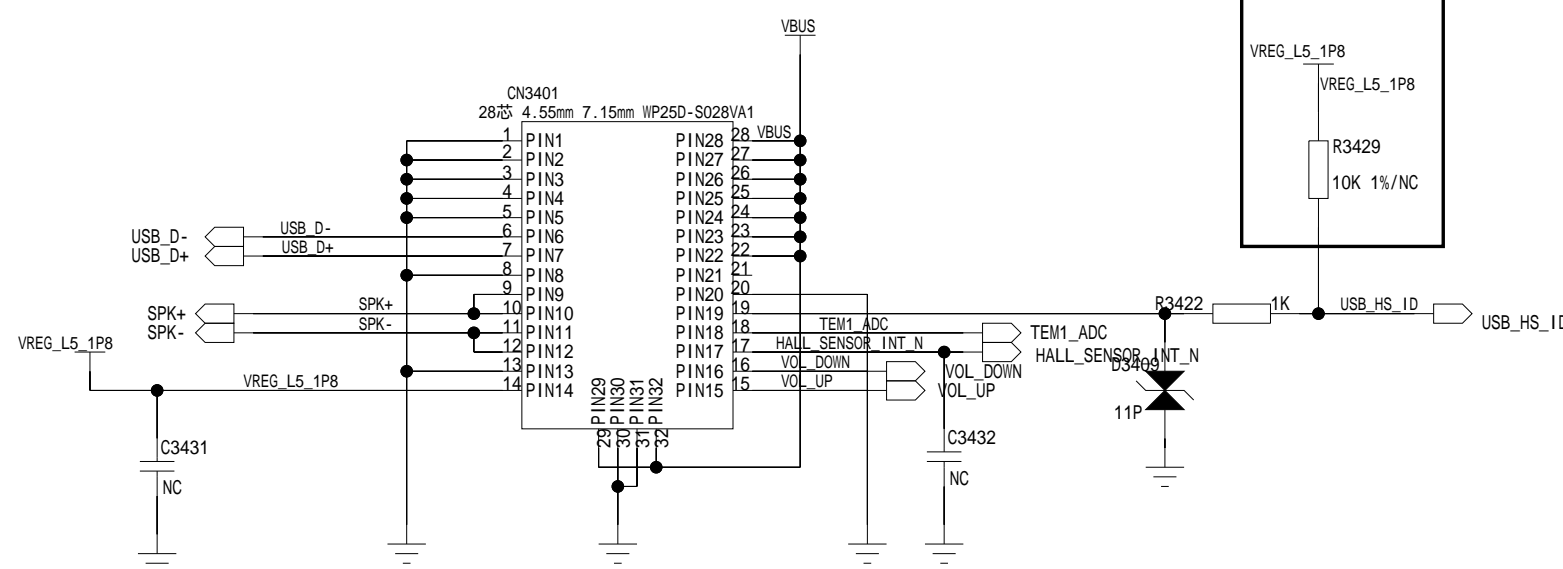 VBUS
VREG_L5_1P8
VREG_L5_1P8
CN3401
28芯 4.55mm 7.15mm WP25D-S028VA1
1 PIN1 PIN28 28 VBUS
2 PIN2 PIN27 27
3 PIN3 PIN26 26
4 PIN4 PIN25 25
5 PIN5 PIN24 24
USB_D- USB_D- 6 PIN6 PIN23 23
USB_D+ USB_D+ 7 PIN7 PIN22 22
8 PIN8 PIN21 21
9 PIN9 PIN20 20
SPK+ SPK+ 10 PIN10 PIN19 19
SPK- SPK- 11 PIN11 PIN18 18 TEM1_ADC TEM1_ADC
12 PIN12 PIN17 17 HALL_SENSOR_INT_N HALL_SENSOR_INT_N
13 PIN13 PIN16 16 VOL_DOWN VOL_DOWN
VREG_L5_1P8 VREG_L5_1P8 14 PIN14 PIN15 15 VOL_UP VOL_UP
PIN29 PIN30 PIN31 PIN32
29 30 31 32
R3429
10K 1%/NC
R3422 1K USB_HS_ID USB_HS_ID
D3409
11P
C3431
NC
C3432
NC